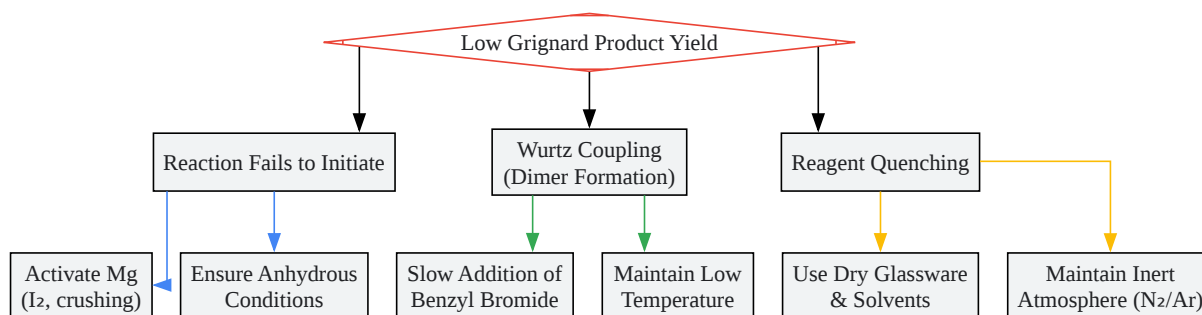 Low Grignard Product Yield
Reaction Fails to Initiate
Wurtz Coupling
(Dimer Formation)
Reagent Quenching
Activate Mg
(I₂, crushing)
Ensure Anhydrous
Conditions
Slow Addition of
Benzyl Bromide
Maintain Low
Temperature
Use Dry Glassware
& Solvents
Maintain Inert
Atmosphere (N₂/Ar)